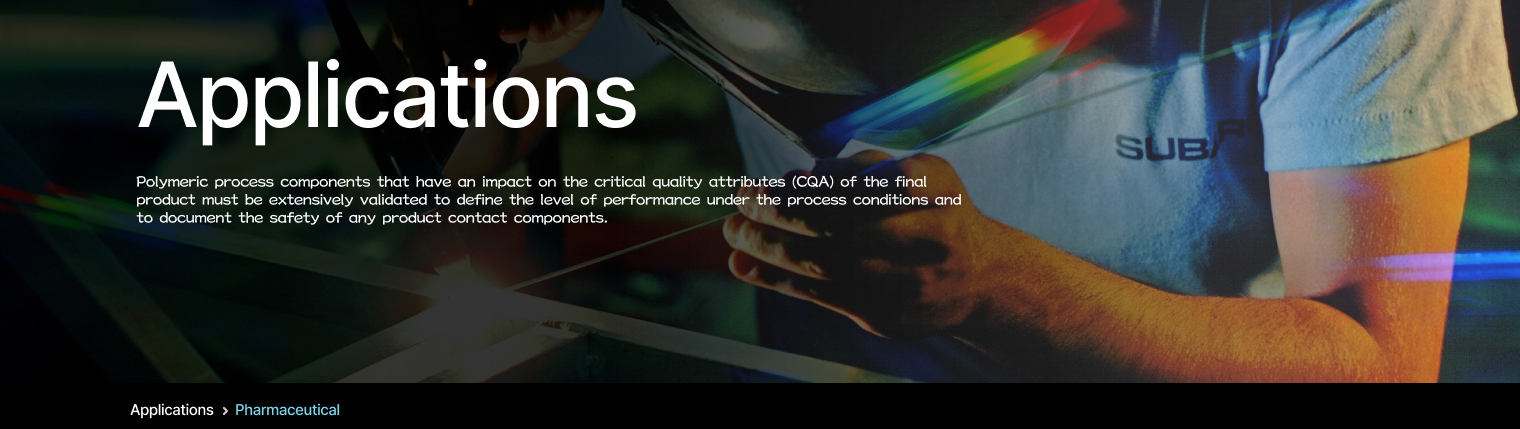 Applications
Polymeric process components that have an impact on the critical quality attributes (CQA) of the final
product must be extensively validated to define the level of performance under the process conditions and
to document the safety of any product contact components.
SUBAR
Applications > Pharmaceutical